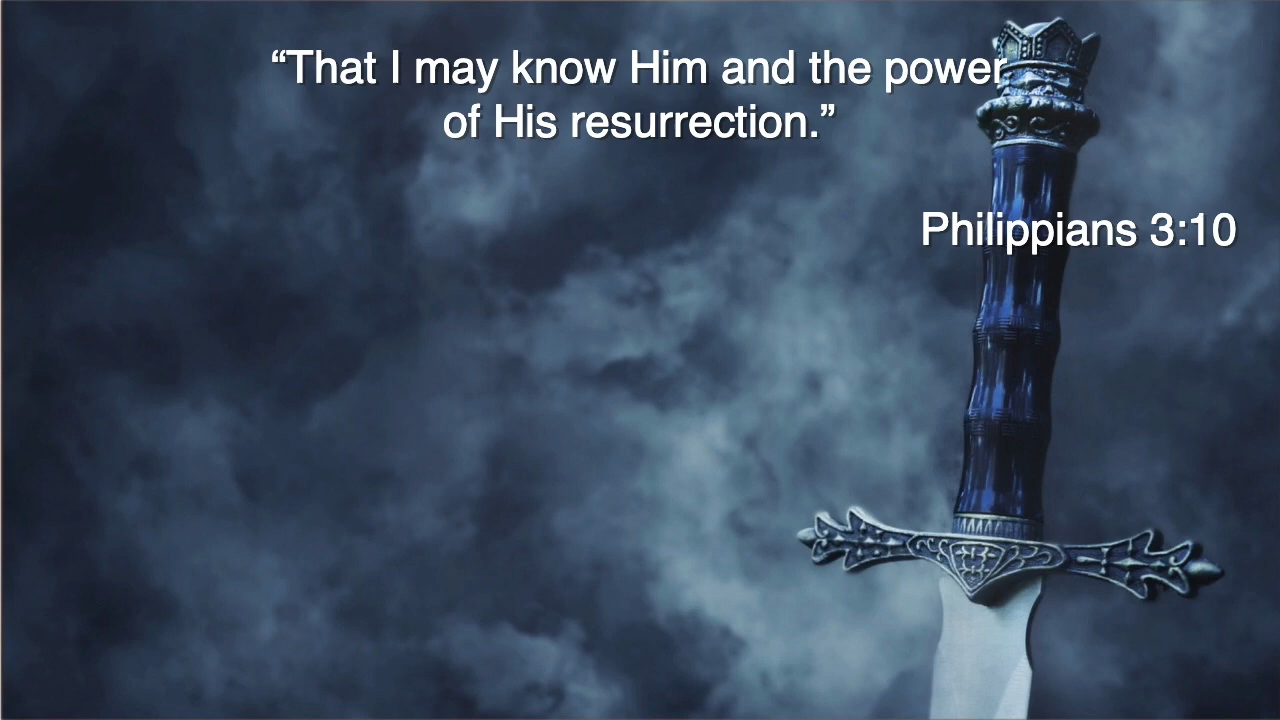 “That I may know Him and the power
of His resurrection.”
Philippians 3:10